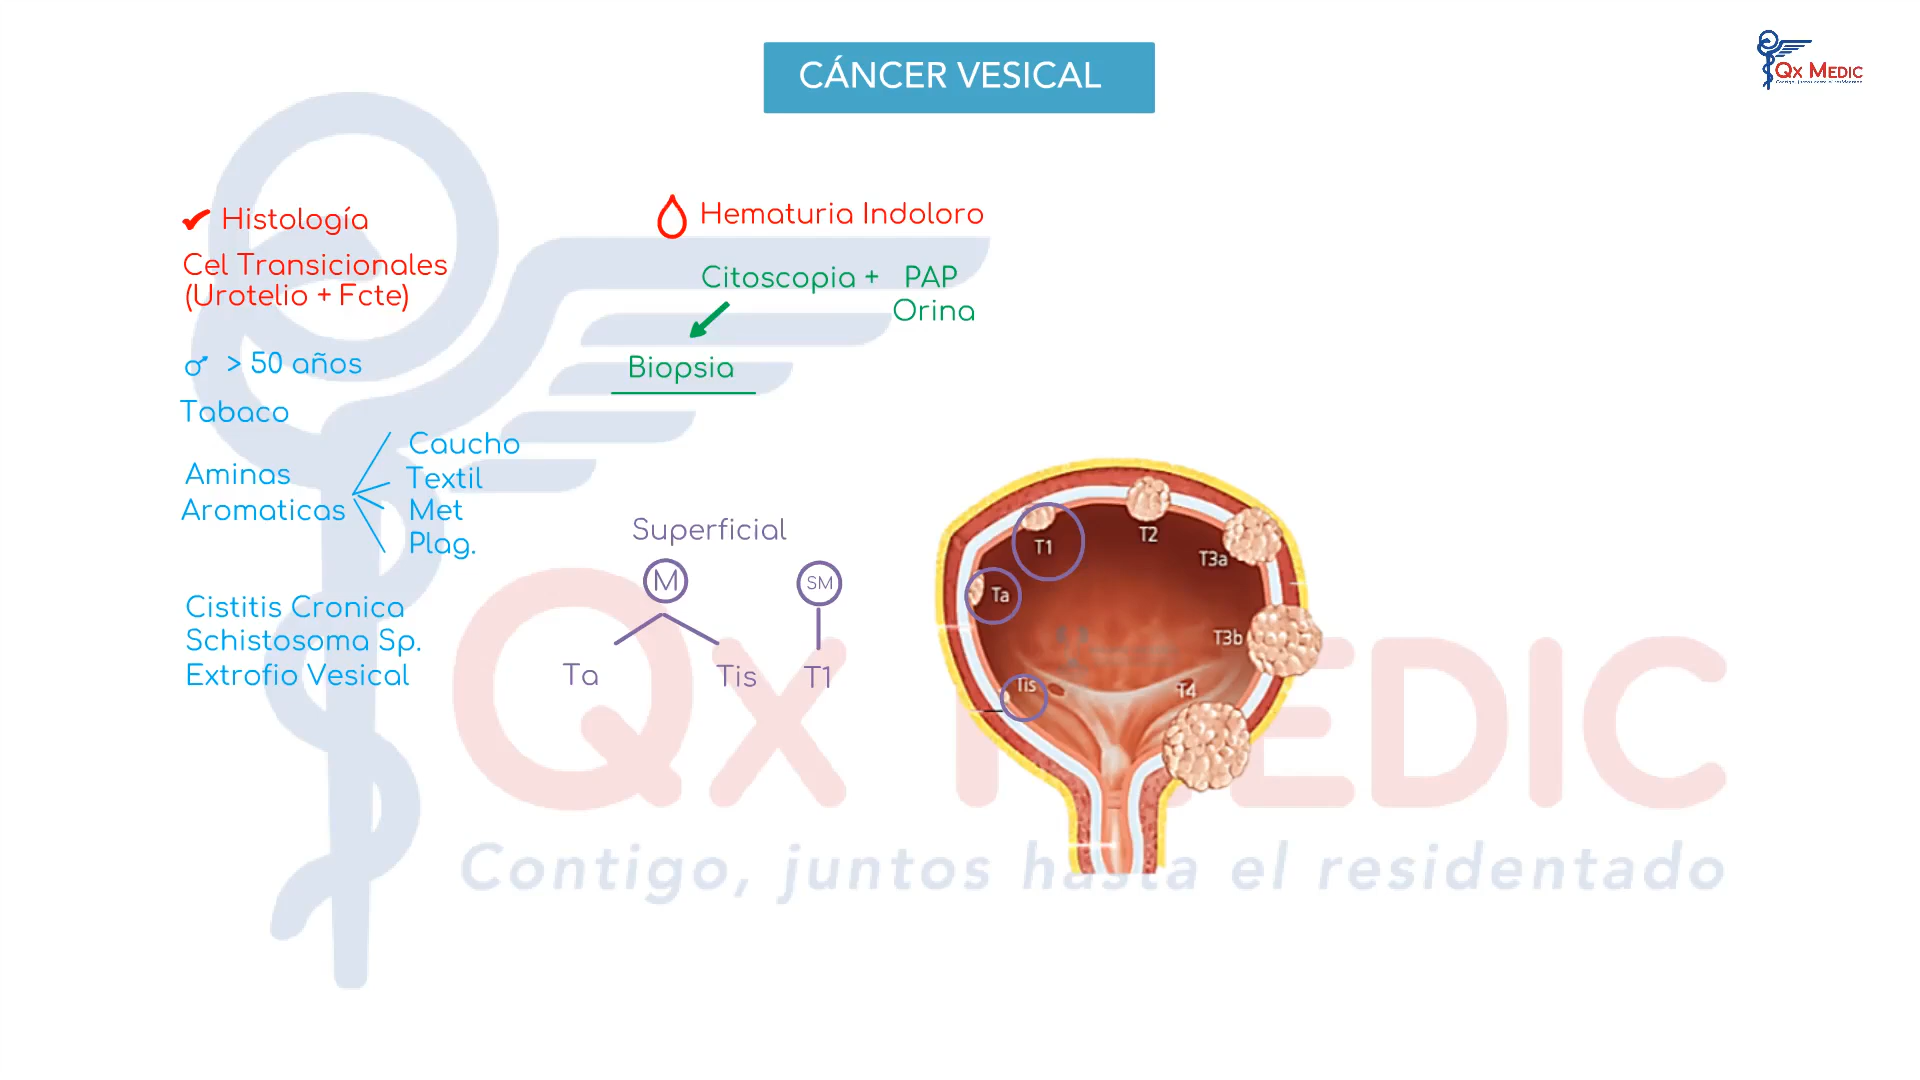 CÁNCER VESICAL
Qx MEDIC
✔ Histología
Cel Transicionales
(Urotelio + Fcte)
♂ > 50 años
Tabaco
Aminas
Aromaticas
Caucho
Textil
Met
Plag.
Cistitis Cronica
Schistosoma Sp.
Extrofio Vesical
Hematuria Indoloro
Citoscopia + PAP
Orina
Biopsia
Superficial
M
SM
Ta
Tis
T1
T1
T2
T3a
Ta
T3b
Tis
T4
Qx MEDIC
Contigo, juntos hasta el residentado